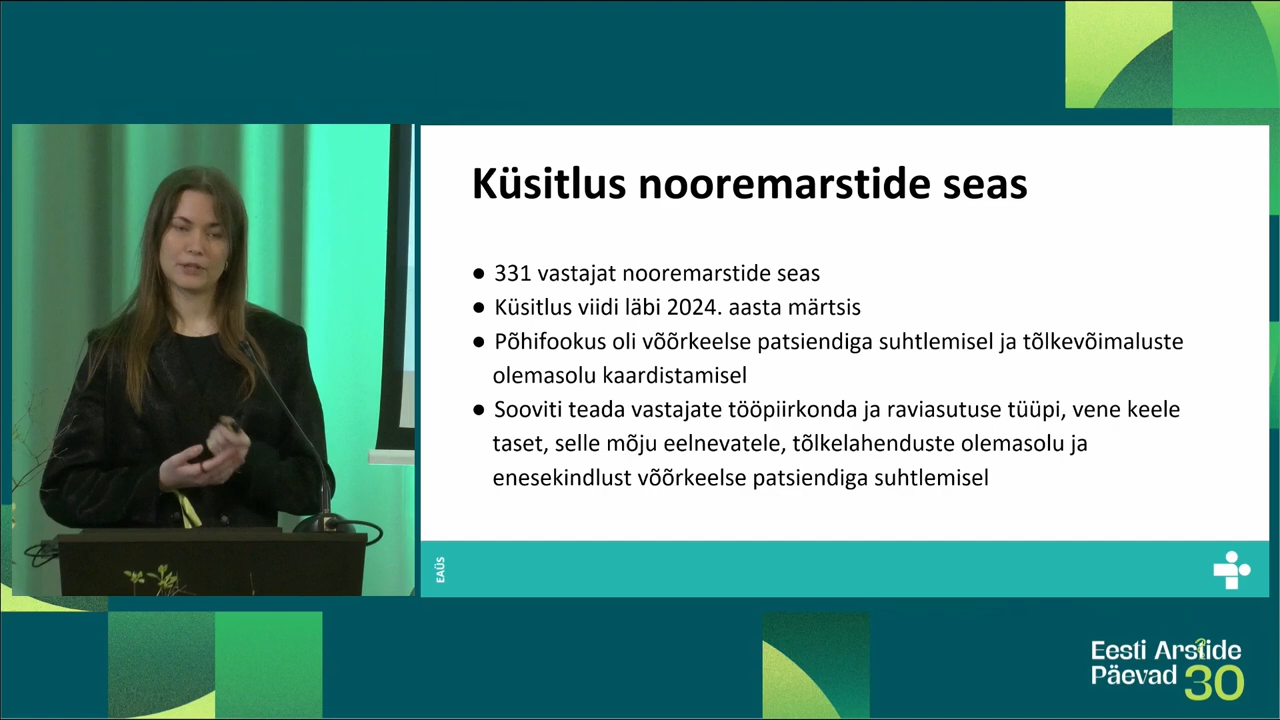 Küsitlus nooremarstide seas
● 331 vastajat nooremarstide seas
● Küsitlus viidi läbi 2024. aasta märtsis
● Põhifookus oli võõrkeelse patsiendiga suhtlemisel ja tõlkevõimaluste
olemasolu kaardistamisel
● Sooviti teada vastajate tööpiirkonda ja raviasutuse tüüpi, vene keele
taset, selle mõju eelnevatele, tõlkelahenduste olemasolu ja
enesekindlust võõrkeelse patsiendiga suhtlemisel
EAÜS
Eesti Arstide
Päevad 30